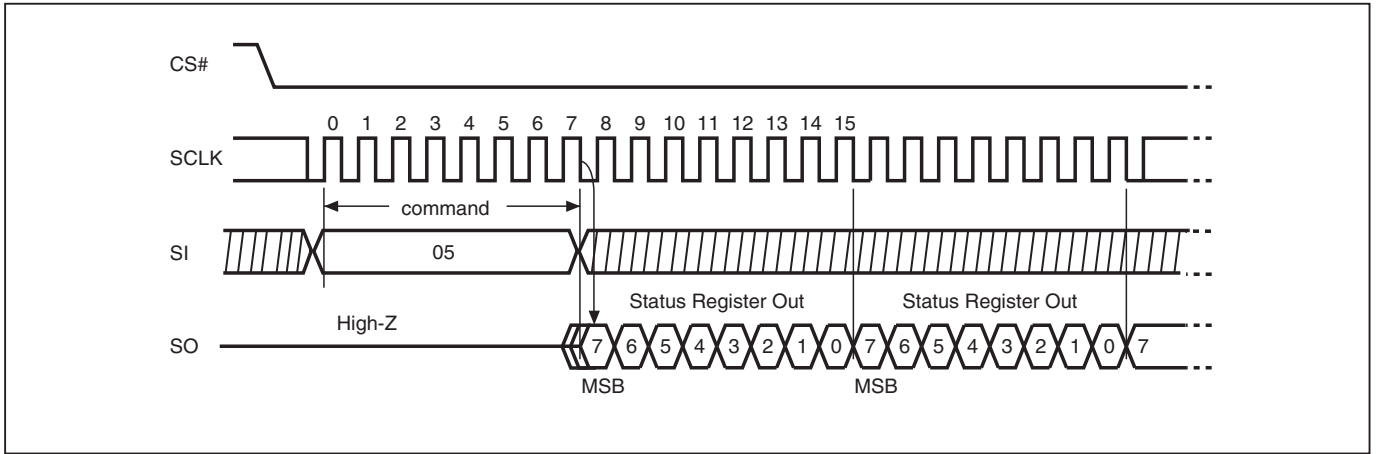 CS#
0 1 2 3 4 5 6 7 8 9 10 11 12 13 14 15
SCLK
command
SI
05
Status Register Out Status Register Out
High-Z
SO
7 6 5 4 3 2 1 0 7 6 5 4 3 2 1 0 7
MSB MSB